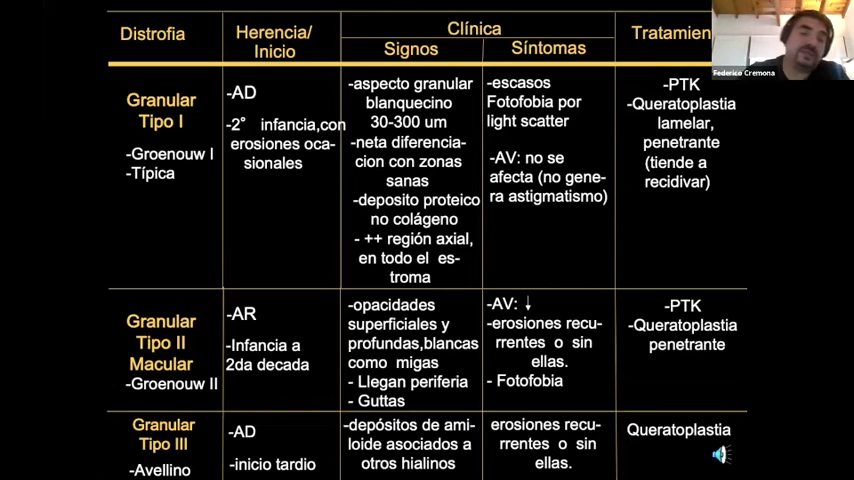 Distrofia
Herencia/
Inicio
Clínica
Signos
Síntomas
Tratamien
Federico Cremona
Granular
Tipo I
-Groenouw I
-Típica
-AD
-2° infancia,con
erosiones oca-
sionales
-aspecto granular
blanquecino
30-300 um
-neta diferencia-
cion con zonas
sanas
-deposito proteico
no colágeno
- ++ región axial,
en todo el es-
troma
-escasos
Fotofobia por
light scatter
-AV: no se
afecta (no gene-
ra astigmatismo)
-PTK
-Queratoplastia
lamelar,
penetrante
(tiende a
recidivar)
Granular
Tipo II
Macular
-Groenouw II
-AR
-Infancia a
2da decada
-opacidades
superficiales y
profundas,blancas
como migas
- Llegan periferia
- Guttas
-AV: ↓
-erosiones recu-
rrentes o sin
ellas.
- Fotofobia
-PTK
-Queratoplastia
penetrante
Granular
Tipo III
-Avellino
-AD
-inicio tardio
-depósitos de ami-
loide asociados a
otros hialinos
erosiones recu-
rrentes o sin
ellas.
Queratoplastia